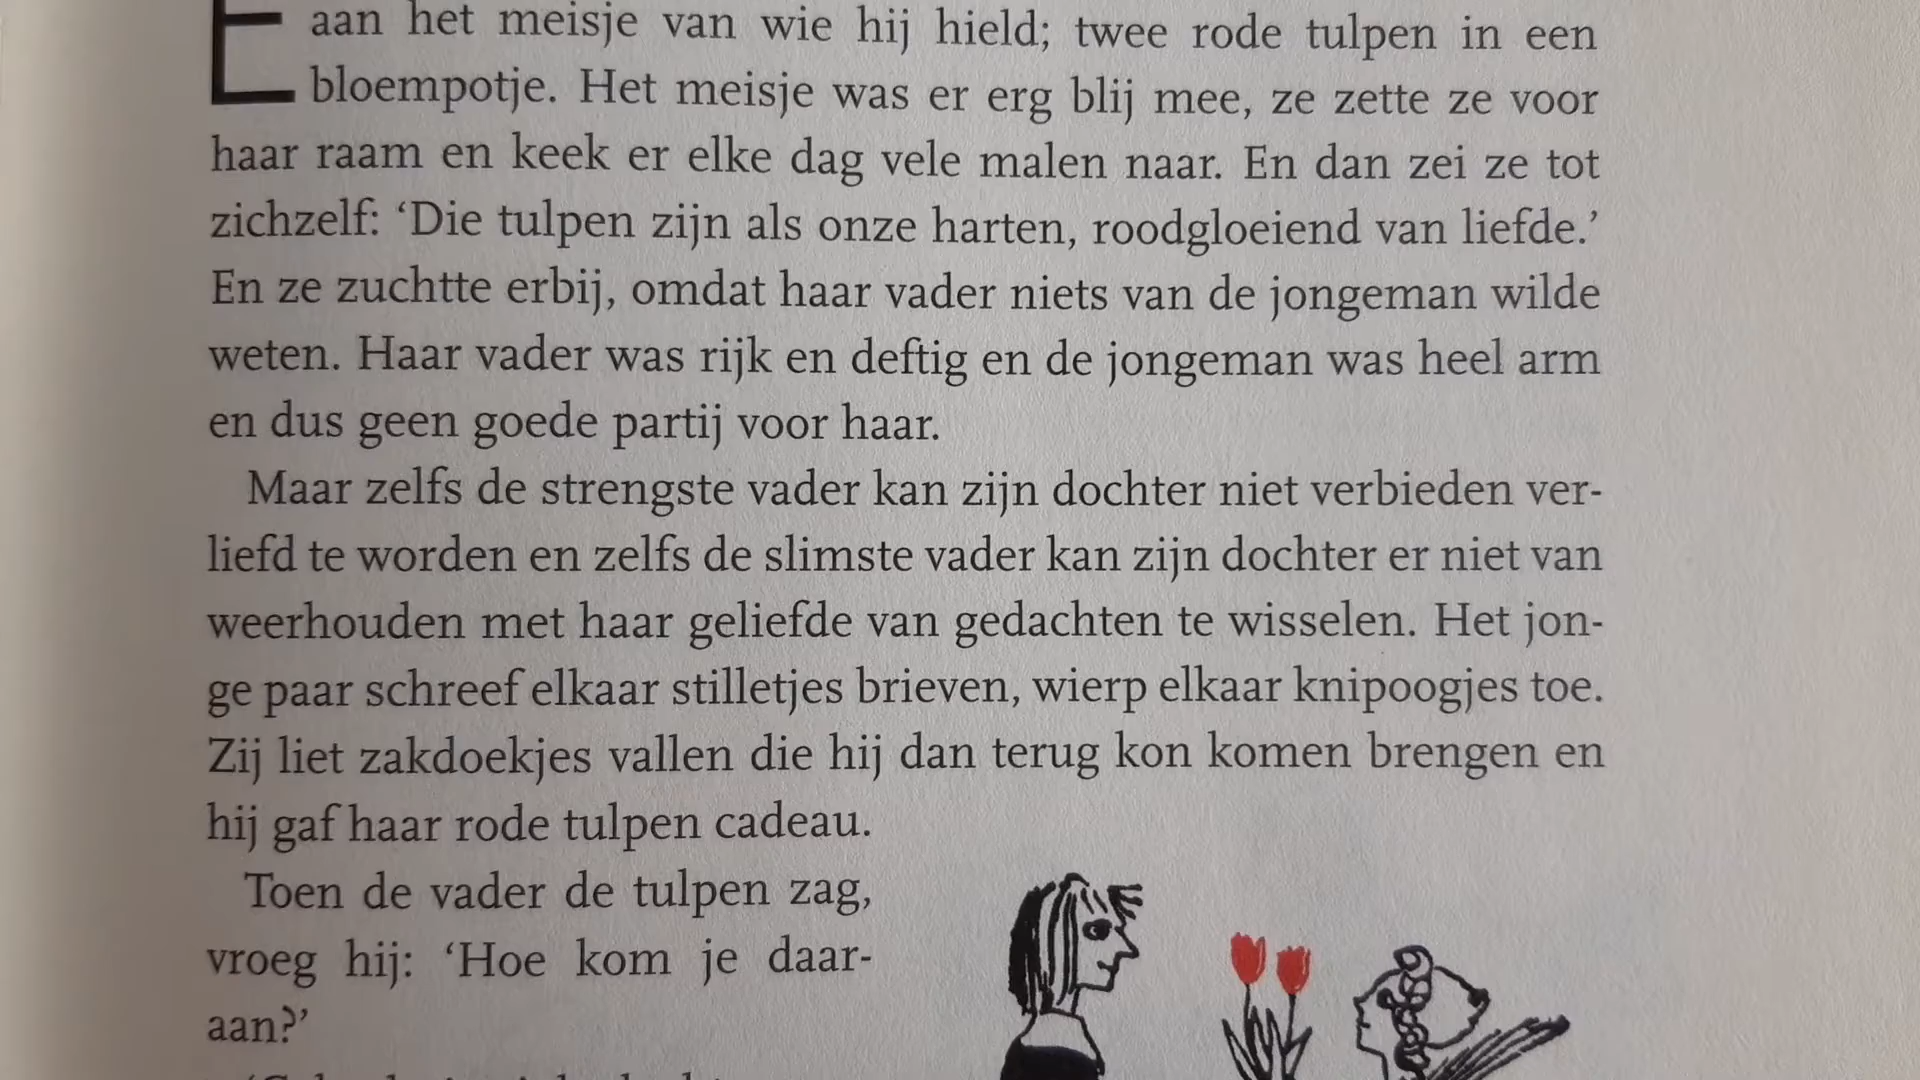 E aan het meisje van wie hij hield; twee rode tulpen in een
bloempotje. Het meisje was er erg blij mee, ze zette ze voor
haar raam en keek er elke dag vele malen naar. En dan zei ze tot
zichzelf: ‘Die tulpen zijn als onze harten, roodgloeiend van liefde.’
En ze zuchtte erbij, omdat haar vader niets van de jongeman wilde
weten. Haar vader was rijk en deftig en de jongeman was heel arm
en dus geen goede partij voor haar.
Maar zelfs de strengste vader kan zijn dochter niet verbieden ver-
liefd te worden en zelfs de slimste vader kan zijn dochter er niet van
weerhouden met haar geliefde van gedachten te wisselen. Het jon-
ge paar schreef elkaar stilletjes brieven, wierp elkaar knipoogjes toe.
Zij liet zakdoekjes vallen die hij dan terug kon komen brengen en
hij gaf haar rode tulpen cadeau.
Toen de vader de tulpen zag,
vroeg hij: ‘Hoe kom je daar-
aan?’